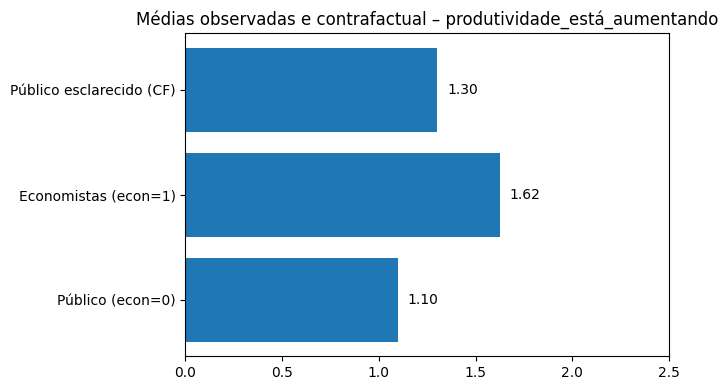 Médias observadas e contrafactual – produtividade_está_aumentando
Público esclarecido (CF)
1.30
Economistas (econ=1)
1.62
Público (econ=0)
1.10
0.0 0.5 1.0 1.5 2.0 2.5